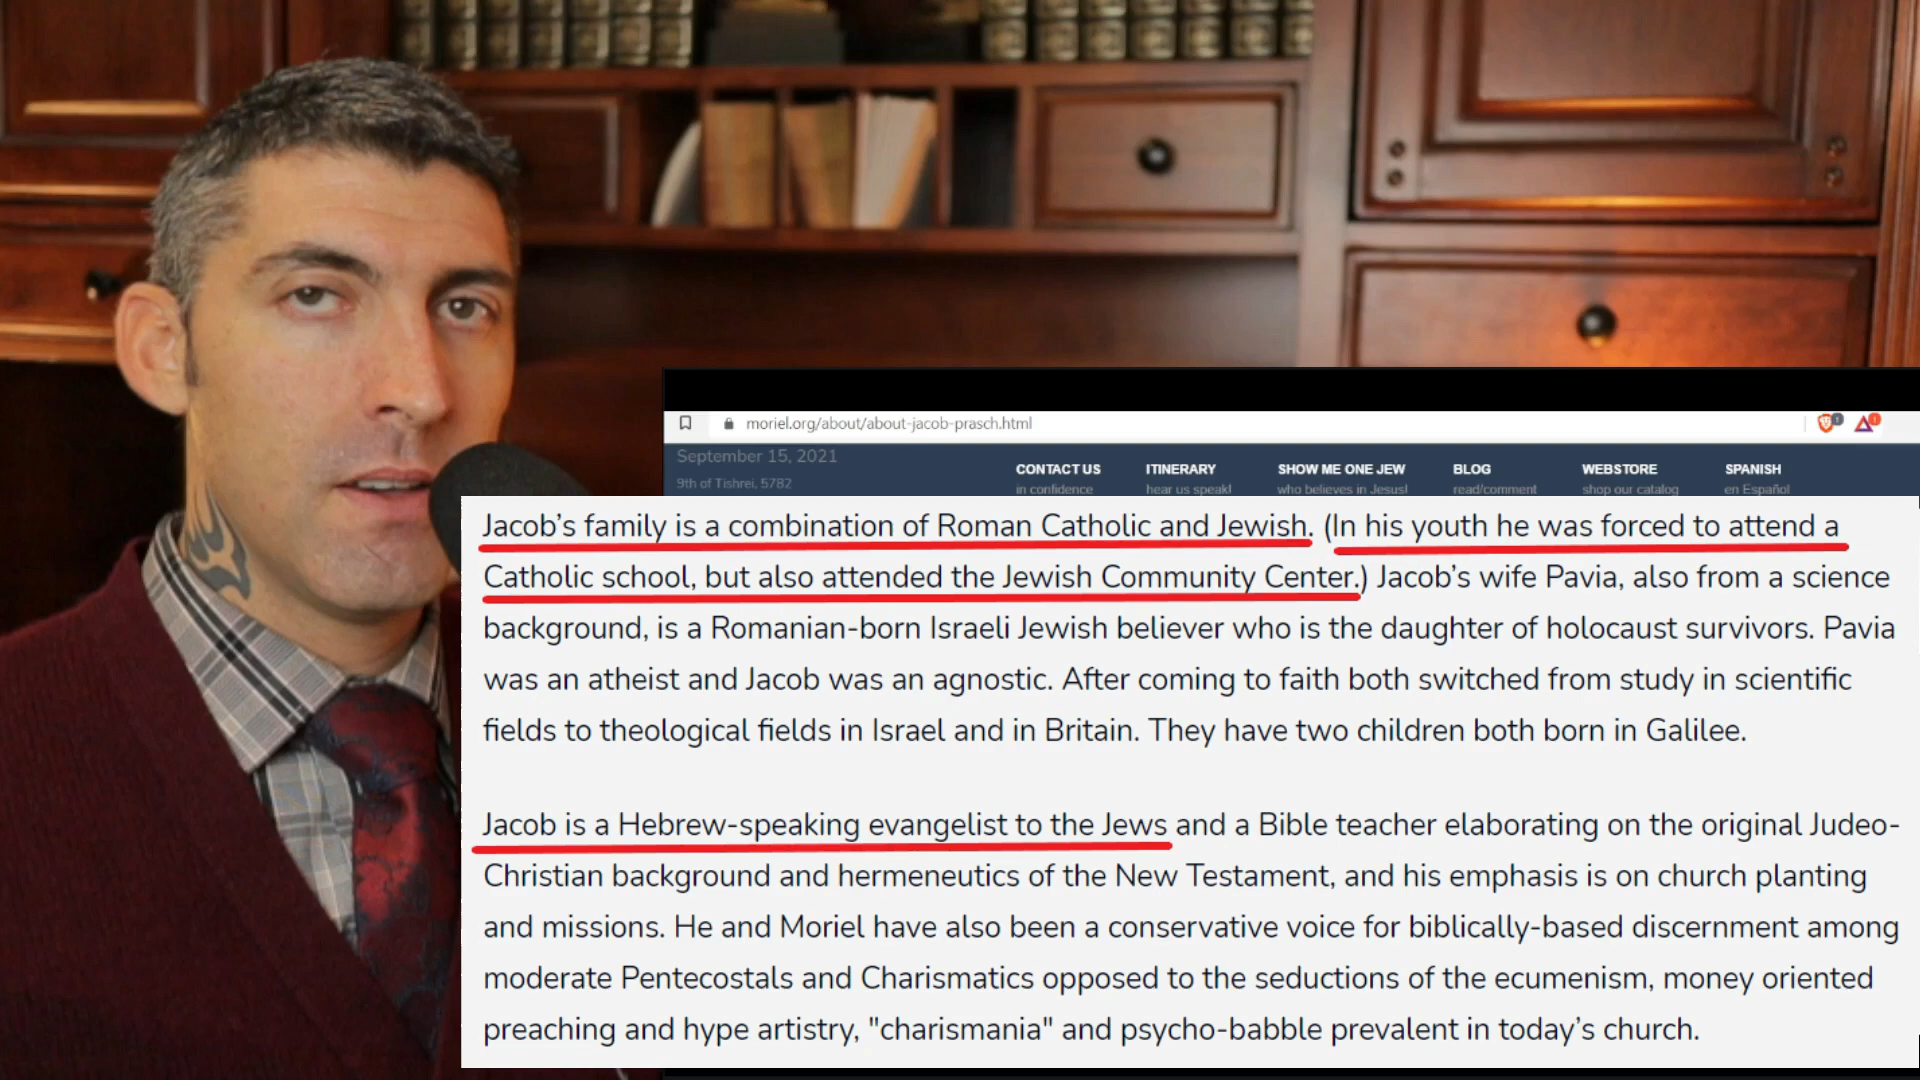 moriel.org/about/about-jacob-prasch.html
September 15, 2021
9th of Tishrei, 5782
CONTACT US
in confidence
ITINERARY
hear us speak!
SHOW ME ONE JEW
who believes in Jesus!
BLOG
read/comment
WEBSTORE
shop our catalog
SPANISH
en Español
Jacob’s family is a combination of Roman Catholic and Jewish. (In his youth he was forced to attend a
Catholic school, but also attended the Jewish Community Center.) Jacob’s wife Pavia, also from a science
background, is a Romanian-born Israeli Jewish believer who is the daughter of holocaust survivors. Pavia
was an atheist and Jacob was an agnostic. After coming to faith both switched from study in scientific
fields to theological fields in Israel and in Britain. They have two children both born in Galilee.
Jacob is a Hebrew-speaking evangelist to the Jews and a Bible teacher elaborating on the original Judeo-
Christian background and hermeneutics of the New Testament, and his emphasis is on church planting
and missions. He and Moriel have also been a conservative voice for biblically-based discernment among
moderate Pentecostals and Charismatics opposed to the seductions of the ecumenism, money oriented
preaching and hype artistry, "charismania" and psycho-babble prevalent in today’s church.